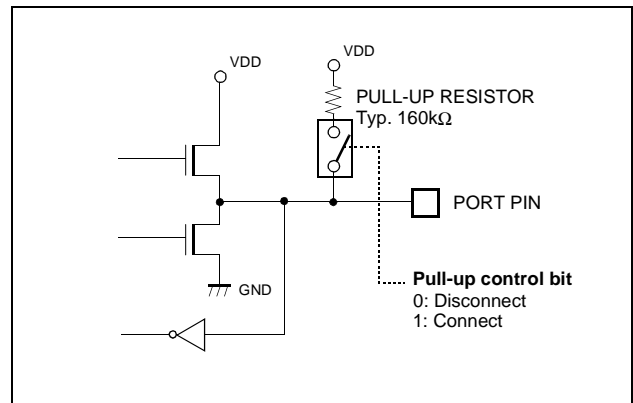 VDD
VDD
PULL-UP RESISTOR
Typ. 160kΩ
PORT PIN
GND
Pull-up control bit
0: Disconnect
1: Connect